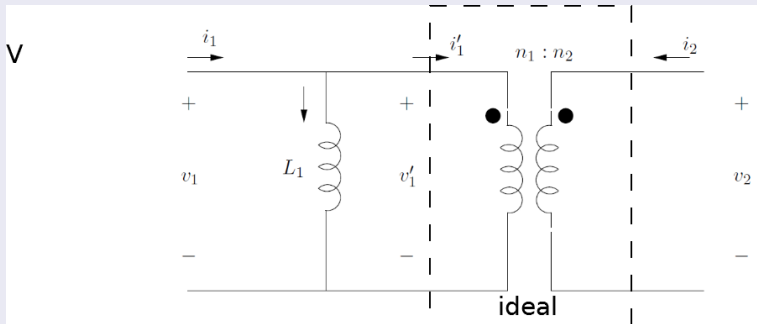 V
i₁ i′₁ n₁ : n₂ i₂
+ + +
v₁ L₁ v′₁ v₂
− − −
ideal